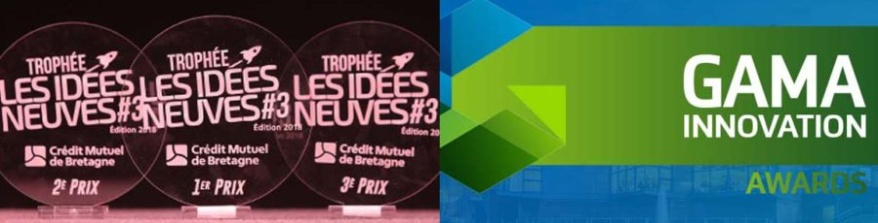 TROPHÉE
LES IDÉES
NEUVES#3
Édition 2018
Crédit Mutuel
de Bretagne
2E PRIX
TROPHÉE
LES IDÉES
NEUVES#3
Édition 2018
Crédit Mutuel
de Bretagne
1ER PRIX
TROPHÉE
LES IDÉES
NEUVES#3
Édition 20
Crédit Mutuel
de Bretagne
3E PRIX
GAMA
INNOVATION
AWARDS